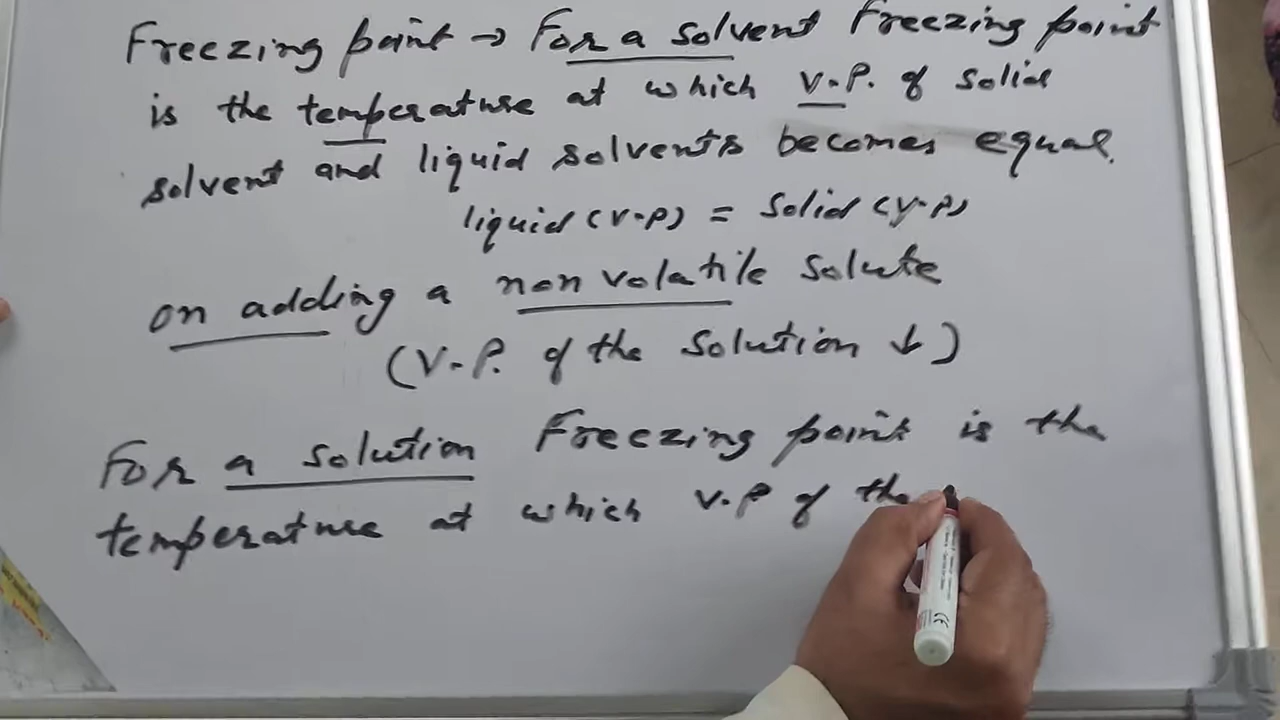 Freezing point → For a solvent Freezing point
is the temperature at which V.P. of solid
solvent and liquid solvents becomes equal.
liquid (V.P) = Solid (V.P)
on adding a non volatile solute
(V.P. of the solution ↓)
For a solution Freezing point is the
temperature at which V.P of the